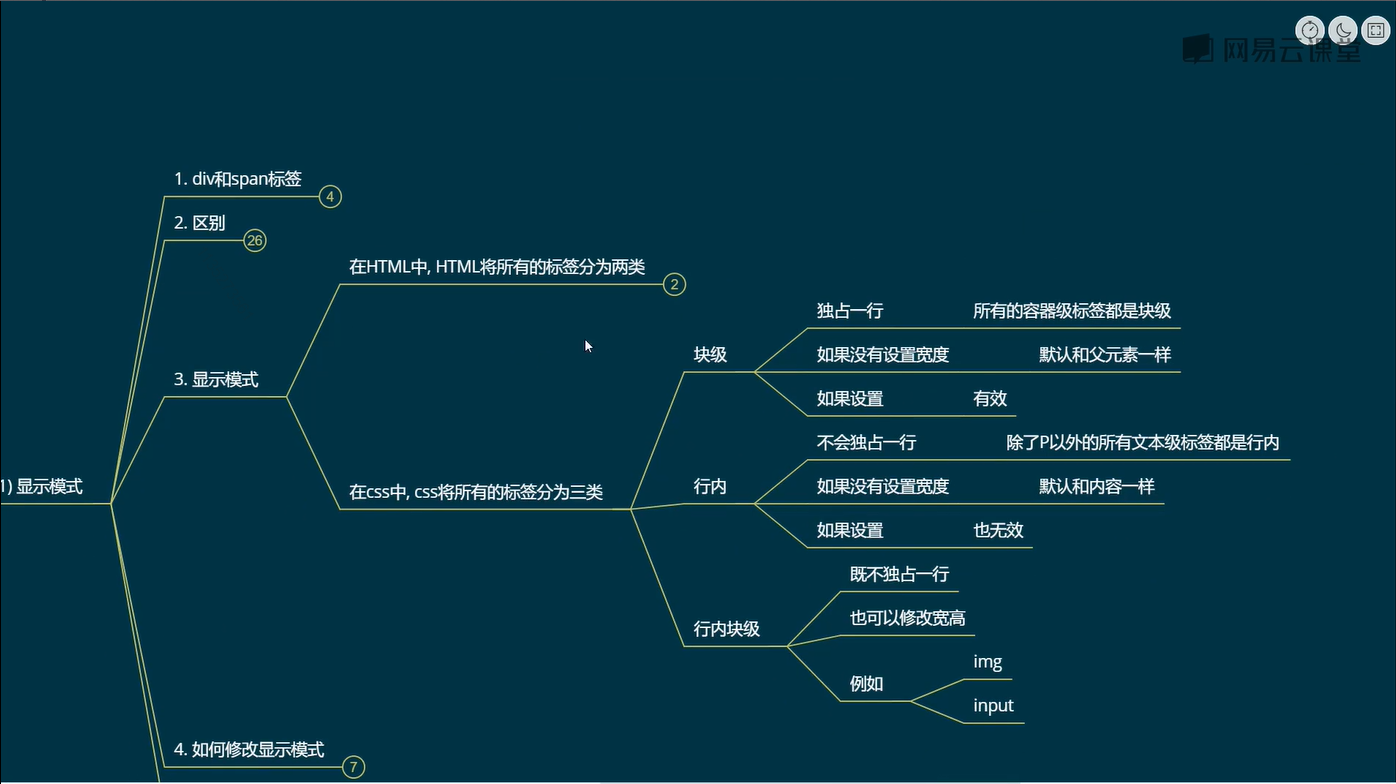 网易云课堂
1. div和span标签
4
2. 区别
26
在HTML中, HTML将所有的标签分为两类
2
独占一行 所有的容器级标签都是块级
块级
如果没有设置宽度 默认和父元素一样
3. 显示模式
如果设置 有效
不会独占一行 除了P以外的所有文本级标签都是行内
1) 显示模式
在css中, css将所有的标签分为三类
行内
如果没有设置宽度 默认和内容一样
如果设置 也无效
既不独占一行
行内块级
也可以修改宽高
例如
img
input
4. 如何修改显示模式
7